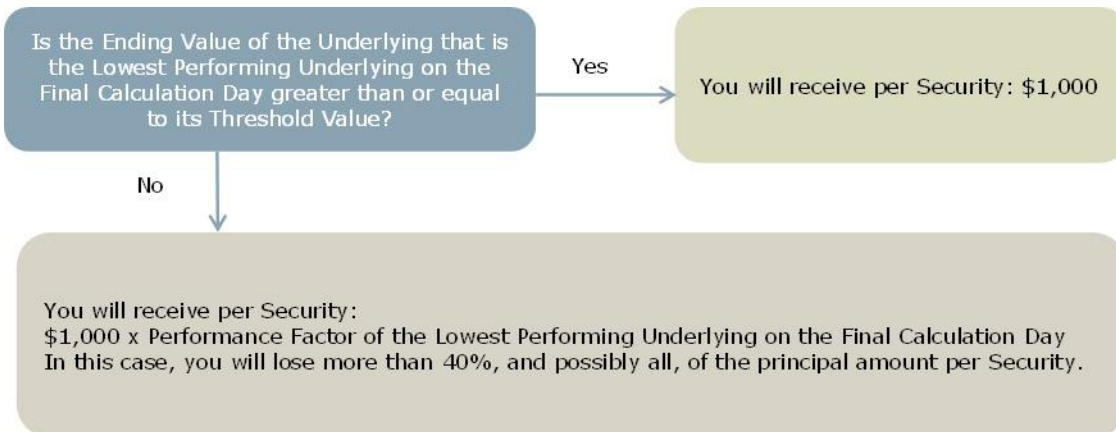 Is the Ending Value of the Underlying that is
the Lowest Performing Underlying on the
Final Calculation Day greater than or equal
to its Threshold Value?
Yes
You will receive per Security: $1,000
No
You will receive per Security:
$1,000 x Performance Factor of the Lowest Performing Underlying on the Final Calculation Day
In this case, you will lose more than 40%, and possibly all, of the principal amount per Security.